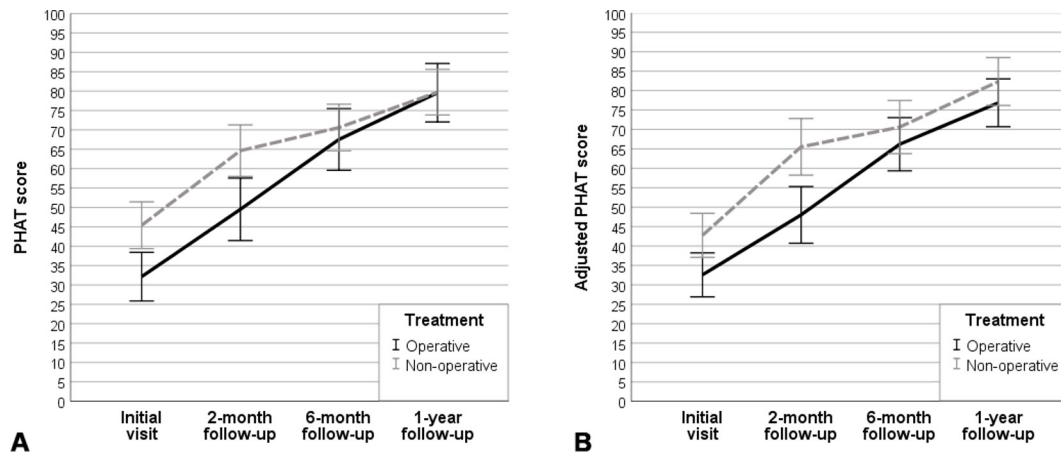 100
95
90
85
80
75
70
65
60
55
50
45
40
35
30
25
20
15
10
5
0
PHAT score
Treatment
Operative
Non-operative
Initial visit
2-month follow-up
6-month follow-up
1-year follow-up
A
100
95
90
85
80
75
70
65
60
55
50
45
40
35
30
25
20
15
10
5
0
Adjusted PHAT score
Treatment
Operative
Non-operative
Initial visit
2-month follow-up
6-month follow-up
1-year follow-up
B